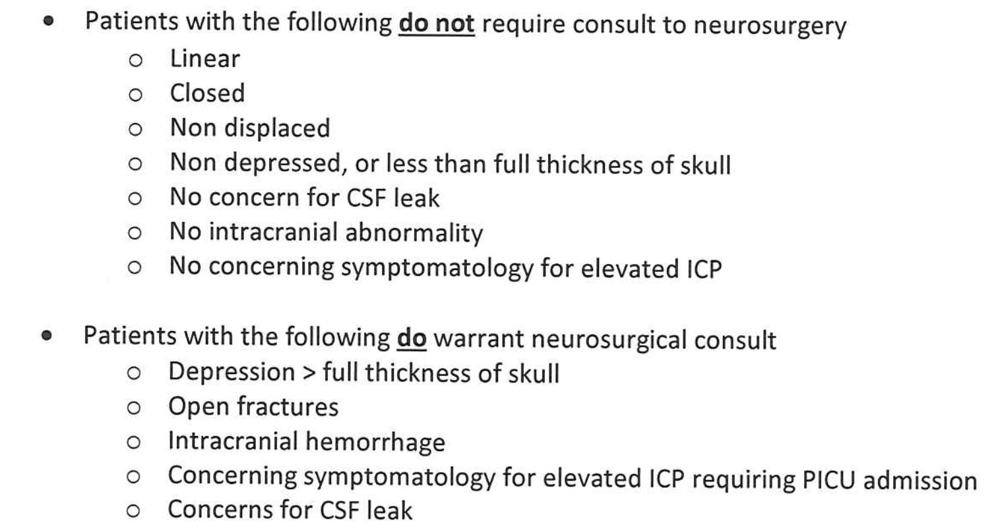 • Patients with the following do not require consult to neurosurgery
o Linear
o Closed
o Non displaced
o Non depressed, or less than full thickness of skull
o No concern for CSF leak
o No intracranial abnormality
o No concerning symptomatology for elevated ICP
• Patients with the following do warrant neurosurgical consult
o Depression > full thickness of skull
o Open fractures
o Intracranial hemorrhage
o Concerning symptomatology for elevated ICP requiring PICU admission
o Concerns for CSF leak